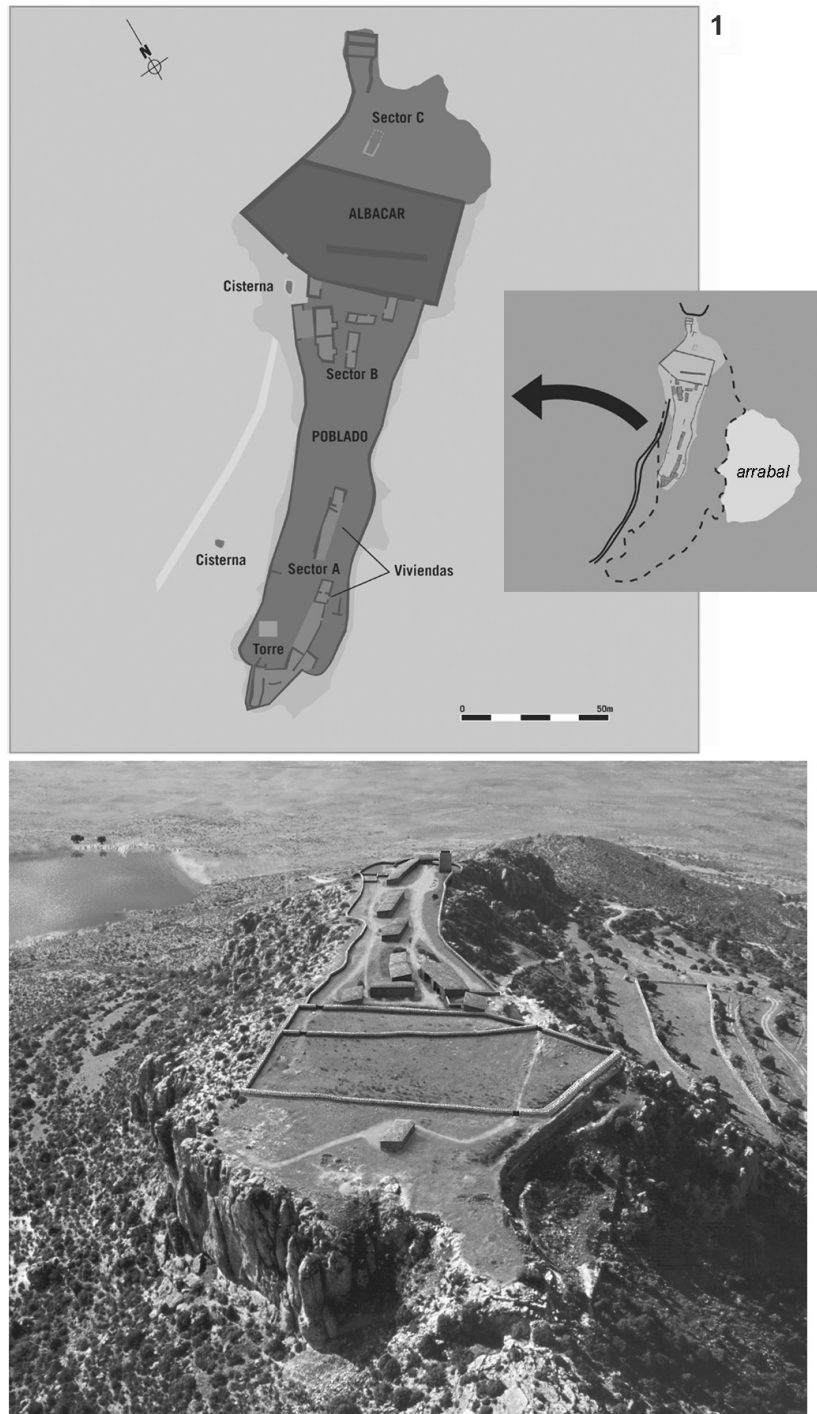 1
N
Sector C
ALBACAR
Cisterna
Sector B
POBLADO
arrabal
Cisterna
Sector A
Viviendas
Torre
0 50m